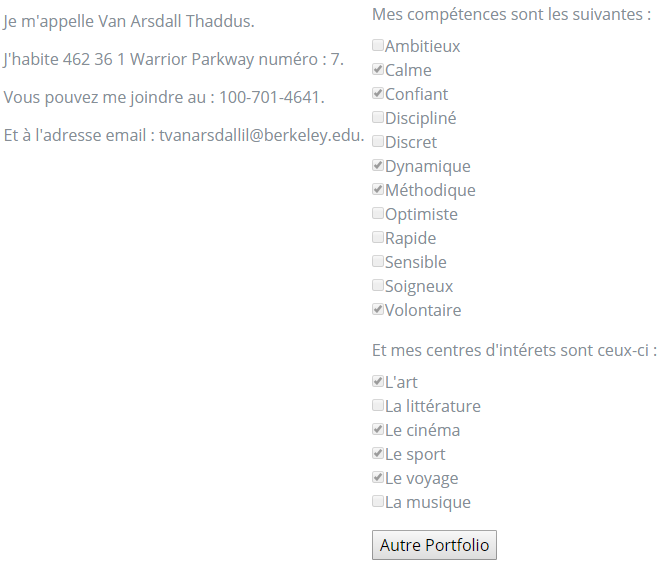 Je m'appelle Van Arsdall Thaddus.
J'habite 462 36 1 Warrior Parkway numéro : 7.
Vous pouvez me joindre au : 100-701-4641.
Et à l'adresse email : tvanarsdallil@berkeley.edu.
Mes compétences sont les suivantes :
Ambitieux
Calme
Confiant
Discipliné
Discret
Dynamique
Méthodique
Optimiste
Rapide
Sensible
Soigneux
Volontaire
Et mes centres d'intérets sont ceux-ci :
L'art
La littérature
Le cinéma
Le sport
Le voyage
La musique
Autre Portfolio